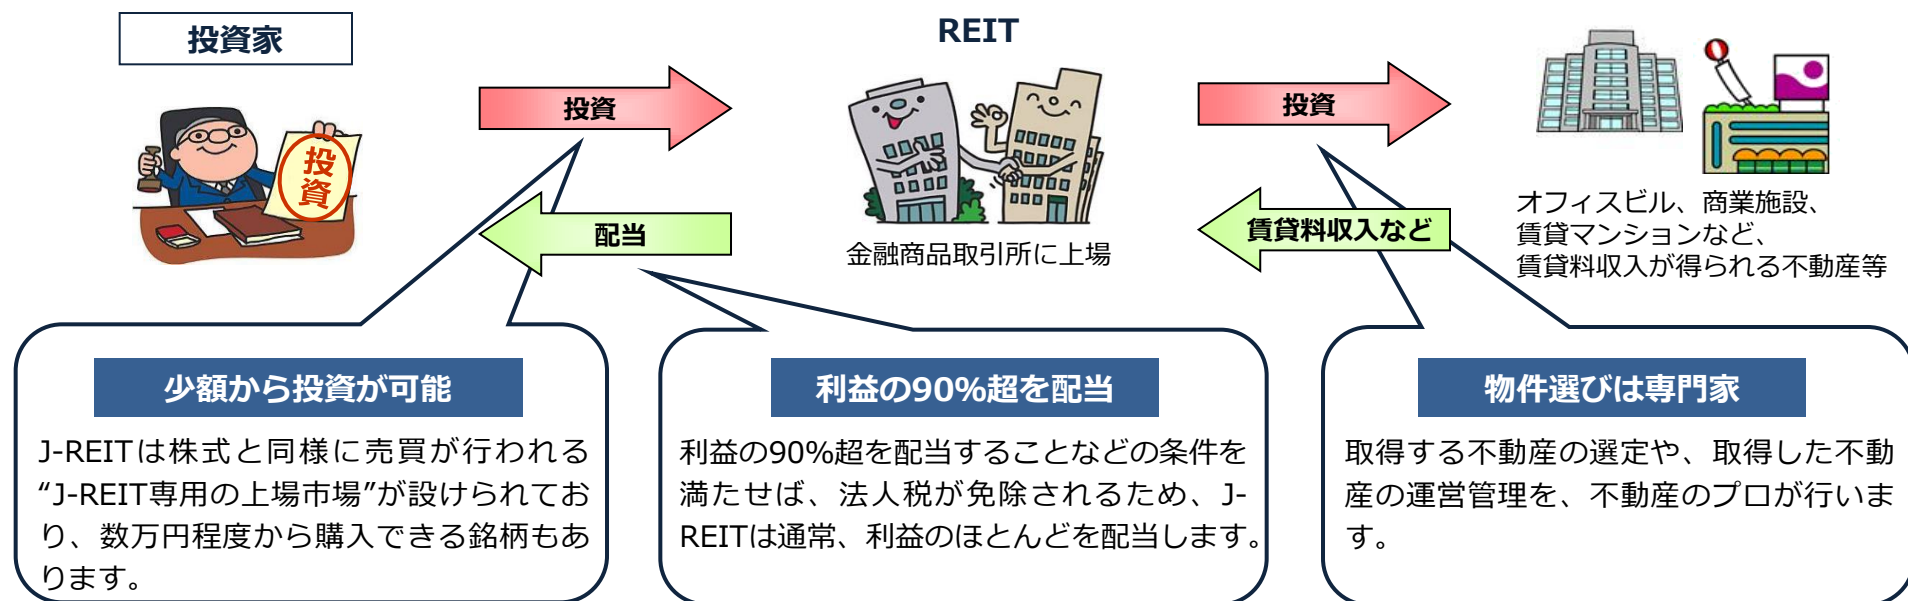 投資家
REIT
投資
投資
投資
配当
賃貸料収入など
金融商品取引所に上場
オフィスビル、商業施設、
賃貸マンションなど、
賃貸料収入が得られる不動産等
少額から投資が可能
J-REITは株式と同様に売買が行われる
“J-REIT専用の上場市場”が設けられてお
り、数万円程度から購入できる銘柄もあ
ります。
利益の90%超を配当
利益の90%超を配当することなどの条件を
満たせば、法人税が免除されるため、J-
REITは通常、利益のほとんどを配当します。
物件選びは専門家
取得する不動産の選定や、取得した不動
産の運営管理を、不動産のプロが行いま
す。